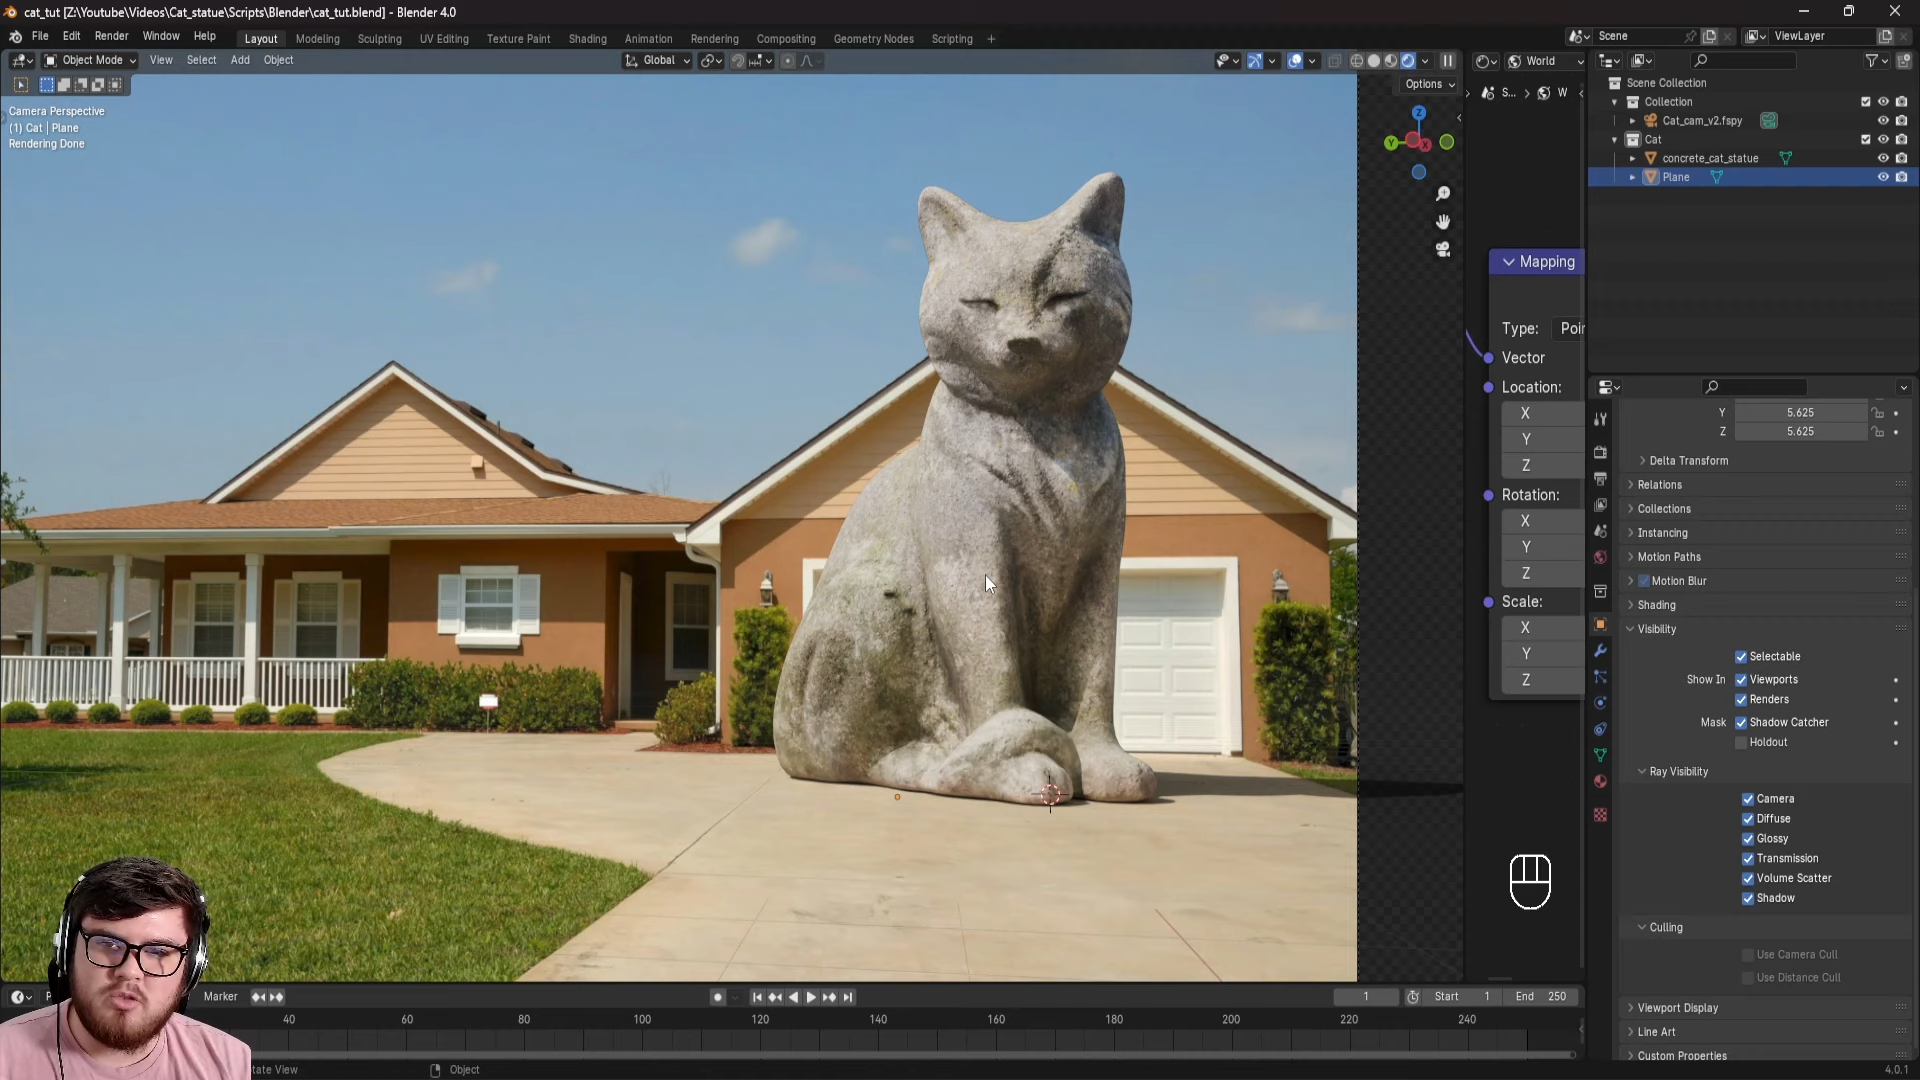 cat_tut [Z:\Youtube\Videos\Cat_statue\Scripts\Blender\cat_tut.blend] - Blender 4.0
File Edit Render Window Help
Layout Modeling Sculpting UV Editing Texture Paint Shading Animation Rendering Compositing Geometry Nodes Scripting +
Scene
ViewLayer
Object Mode View Select Add Object
Global
World
Options
S...
W
Camera Perspective
(1) Cat | Plane
Rendering Done
Z
Y
X
Mapping
Type:
Vector
Location:
X
Y
Z
Rotation:
X
Y
Z
Scale:
X
Y
Z
Scene Collection
Collection
Cat_cam_v2.fspy
Cat
concrete_cat_statue
Plane
Y 5.625
Z 5.625
Delta Transform
Relations
Collections
Instancing
Motion Paths
Motion Blur
Shading
Visibility
Selectable
Show In Viewports
Renders
Mask Shadow Catcher
Holdout
Ray Visibility
Camera
Diffuse
Glossy
Transmission
Volume Scatter
Shadow
Culling
Use Camera Cull
Use Distance Cull
Viewport Display
Line Art
Custom Properties
Marker
1
Start 1
End 250
40 60 80 100 120 140 160 180 200 220 240
View
Object
4.0.1